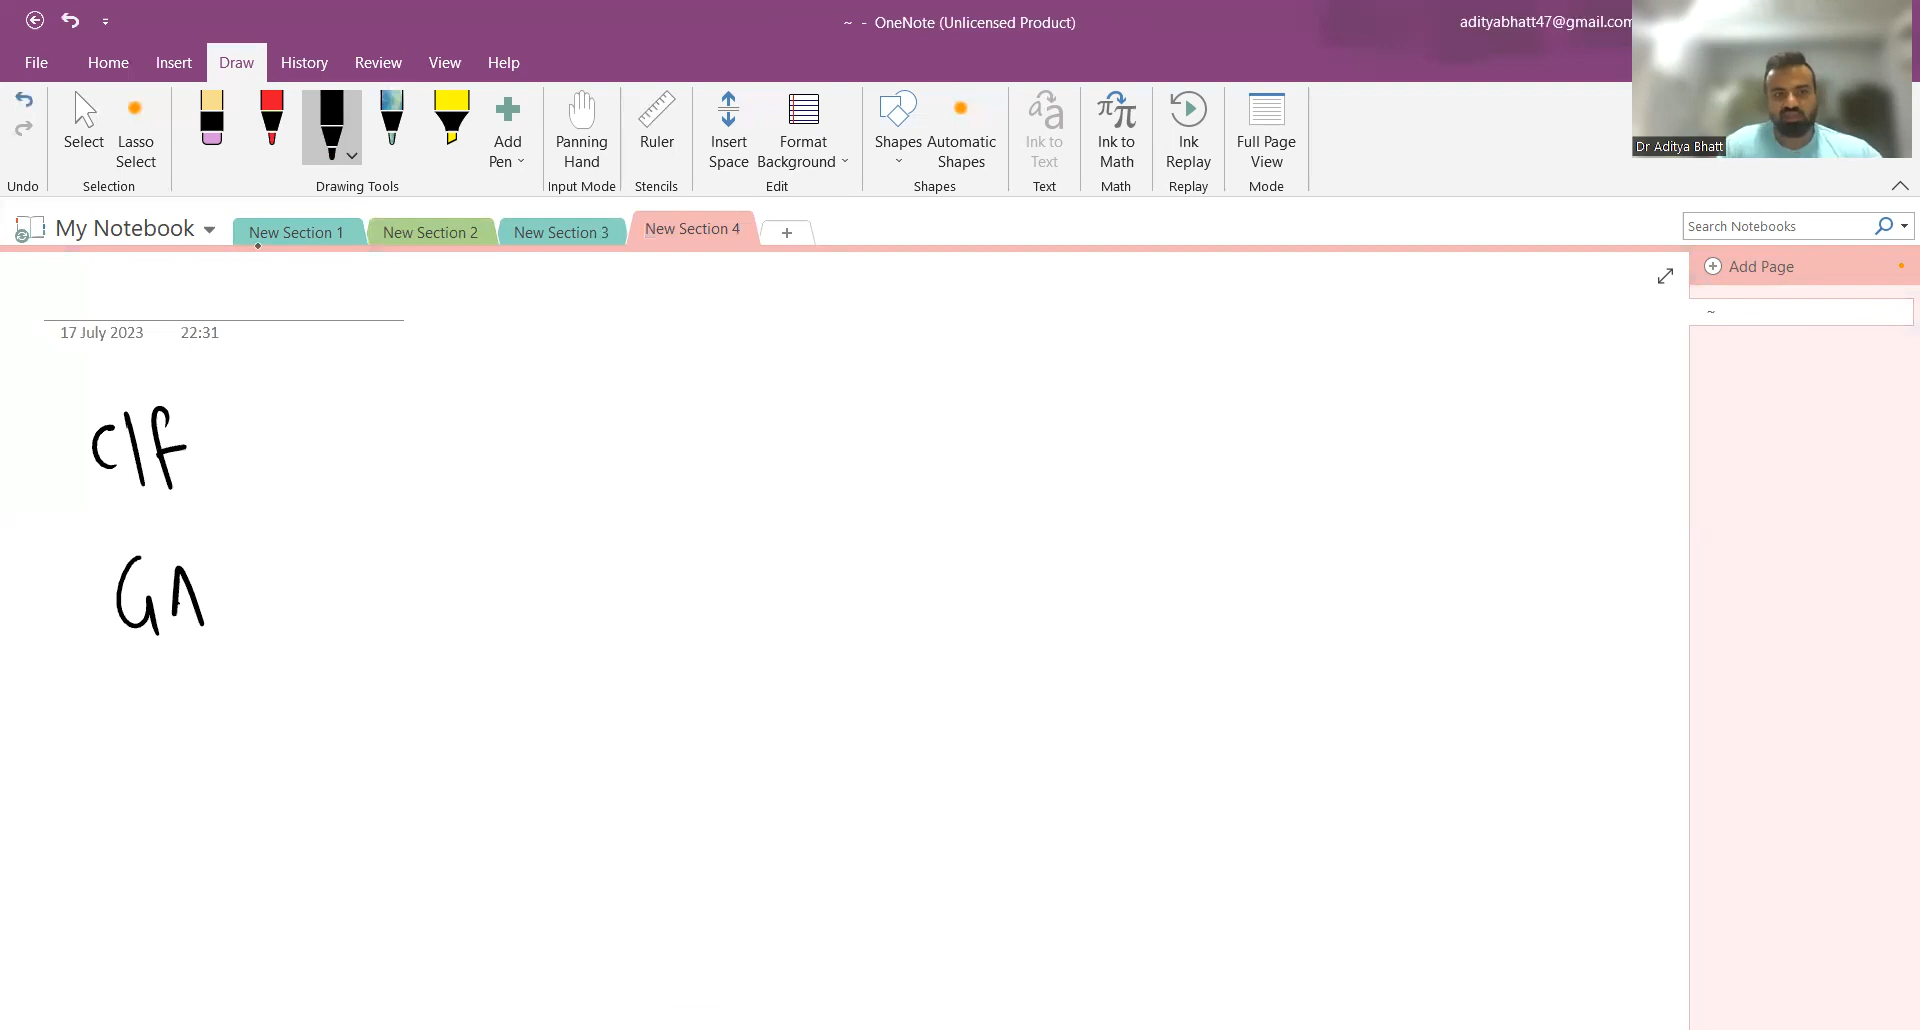 ~ - OneNote (Unlicensed Product)
adityabhatt47@gmail.com
File Home Insert Draw History Review View Help
Select
Lasso Select
Add Pen
Panning Hand
Ruler
Insert Space
Format Background
Shapes
Automatic Shapes
Ink to Text
Ink to Math
Ink Replay
Full Page View
Dr Aditya Bhatt
Undo Selection Drawing Tools Input Mode Stencils Edit Shapes Text Math Replay Mode
My Notebook New Section 1 New Section 2 New Section 3 New Section 4 +
Search Notebooks
Add Page
~
17 July 2023 22:31
C/F
GA